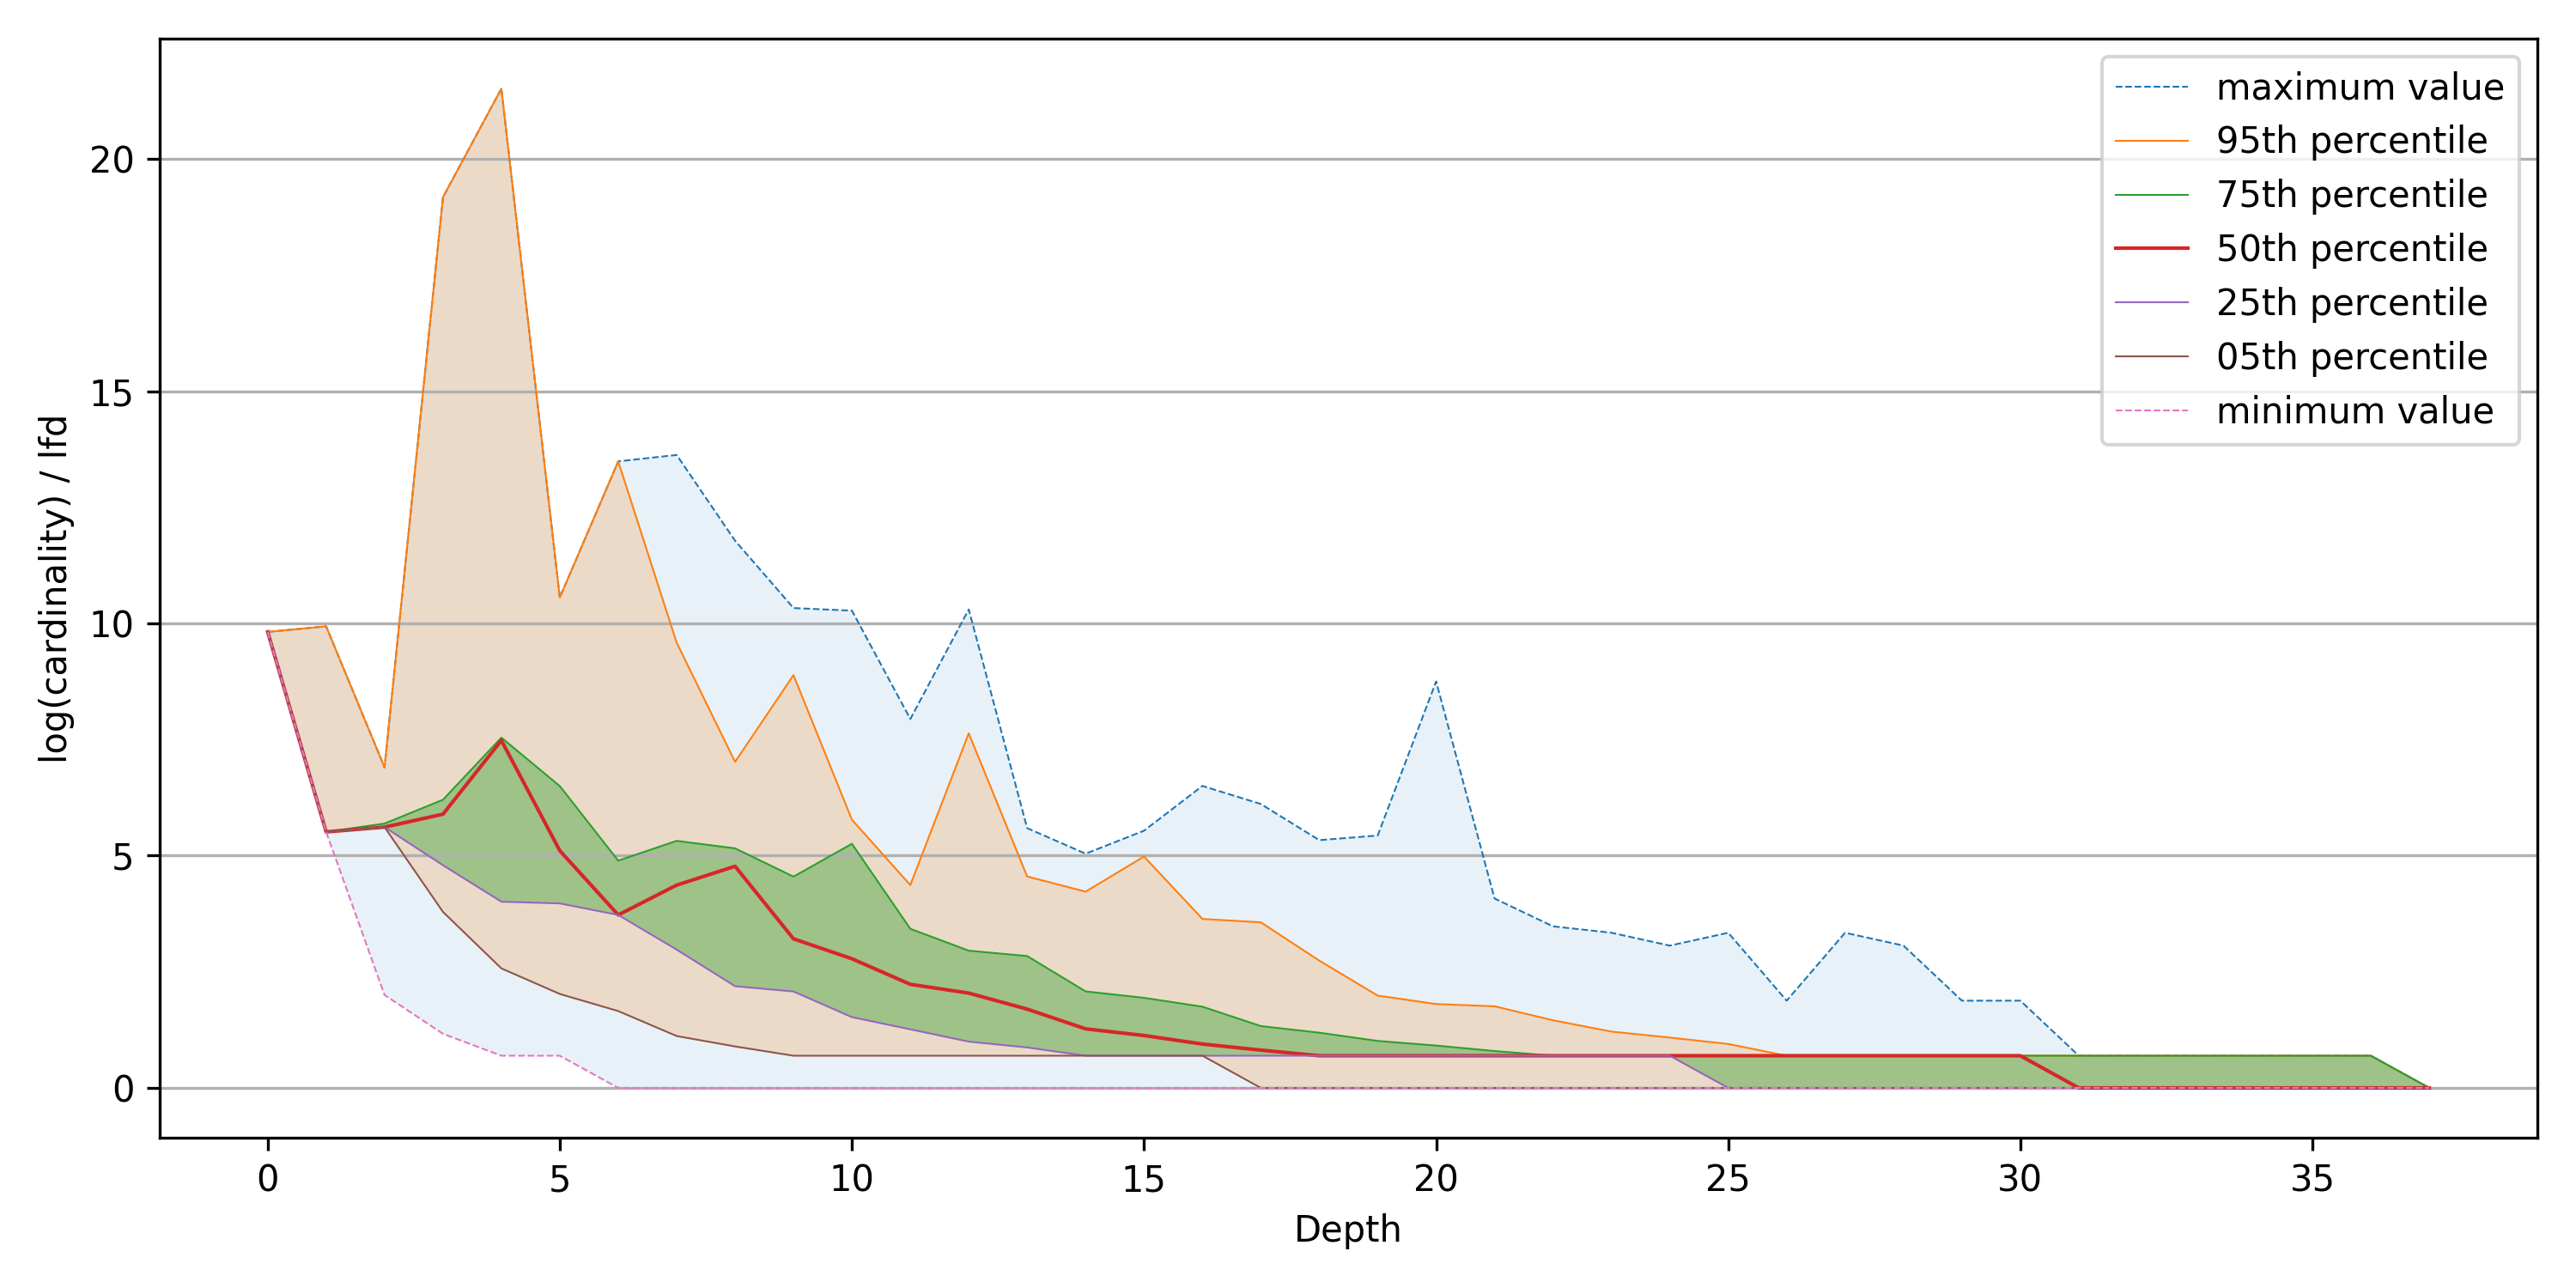 maximum value
95th percentile
75th percentile
50th percentile
25th percentile
05th percentile
minimum value
log(cardinality) / lfd
20
15
10
5
0
0 5 10 15 20 25 30 35
Depth